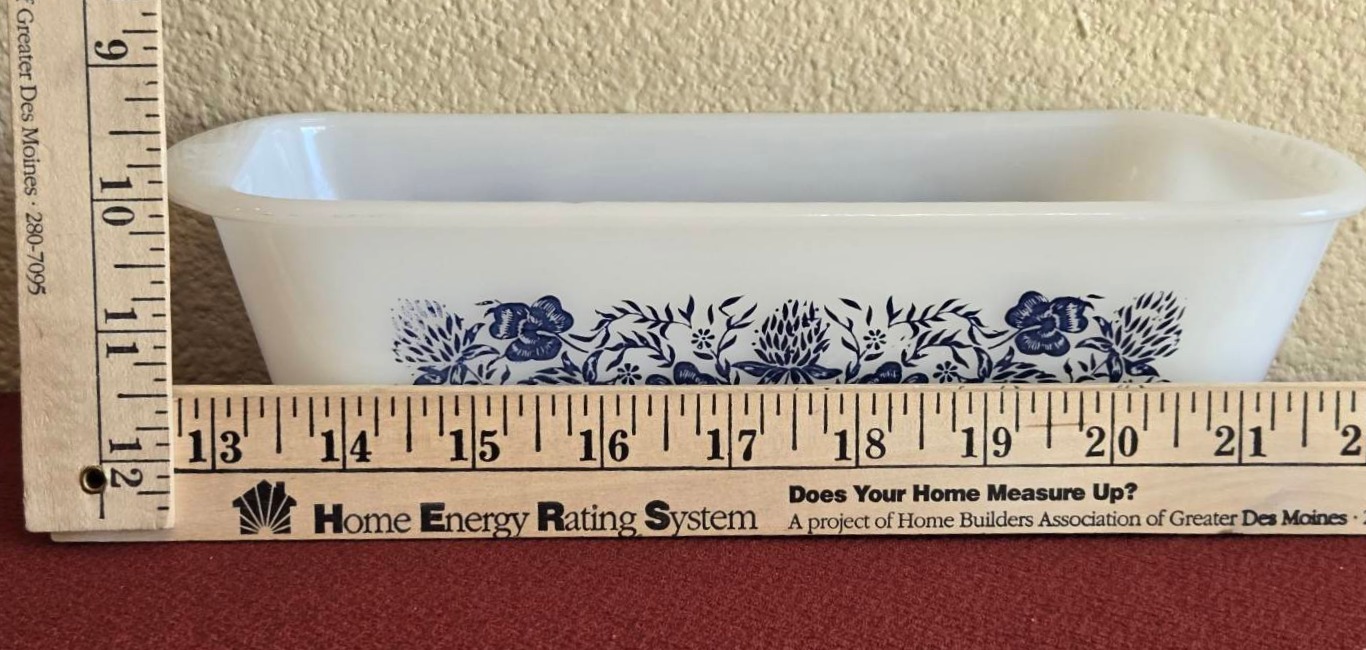 f Greater Des Moines · 280-7095
9
10
11
12
13 14 15 16 17 18 19 20 21 2
Home Energy Rating System
Does Your Home Measure Up?
A project of Home Builders Association of Greater Des Moines ·